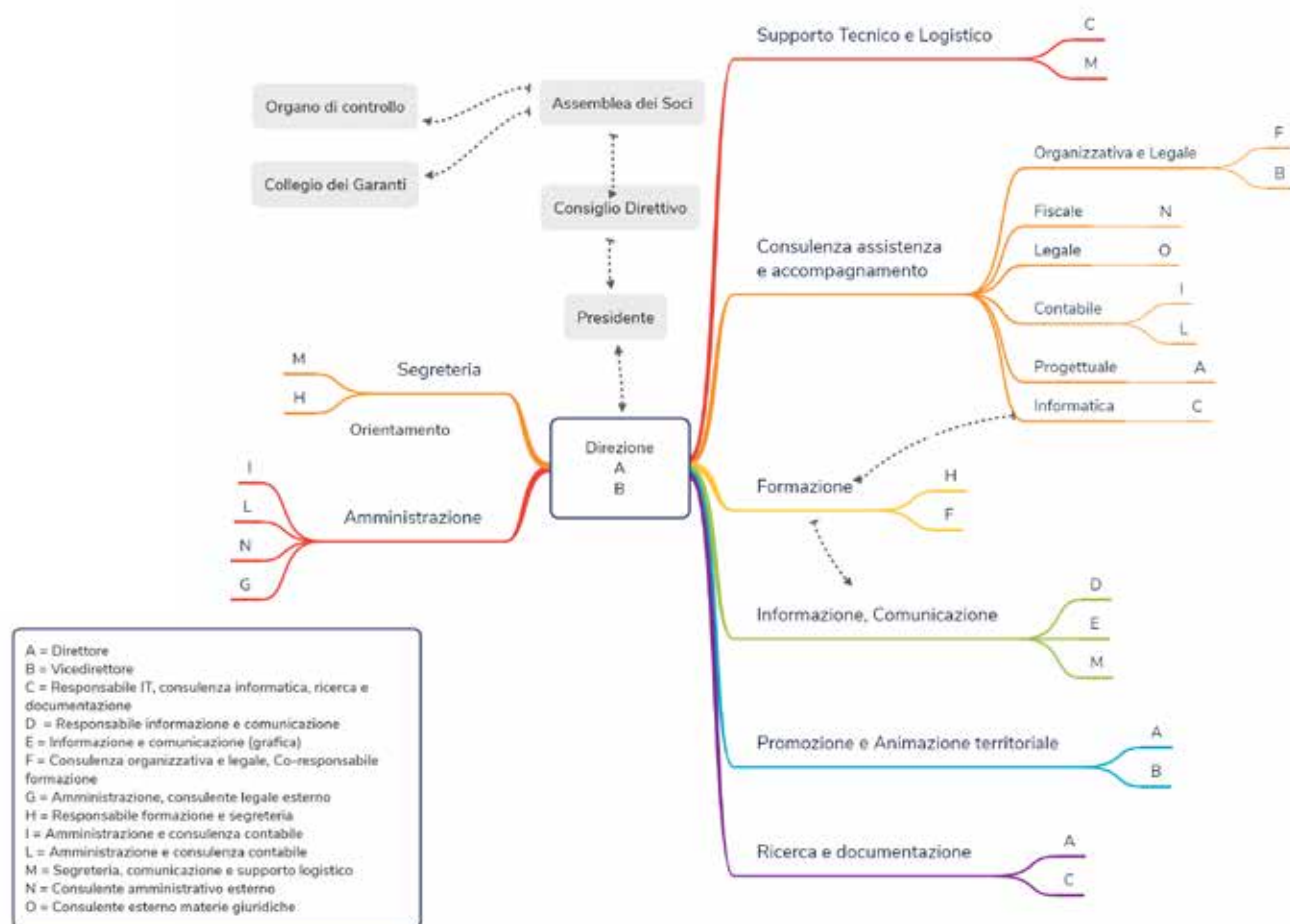 Supporto Tecnico e Logistico
C
M
Organo di controllo
Assemblea dei Soci
Collegio dei Garanti
Consiglio Direttivo
Presidente
Organizzativa e Legale
F
B
Consulenza assistenza
e accompagnamento
Fiscale N
Legale O
Contabile
I
L
Progettuale A
Informatica C
Segreteria
M
H
Orientamento
Direzione
A
B
Amministrazione
I
L
N
G
Formazione
H
F
Informazione, Comunicazione
D
E
M
Promozione e Animazione territoriale
A
B
Ricerca e documentazione
A
C
A = Direttore
B = Vicedirettore
C = Responsabile IT, consulenza informatica, ricerca e
documentazione
D = Responsabile informazione e comunicazione
E = Informazione e comunicazione (grafica)
F = Consulenza organizzativa e legale, Co-responsabile
formazione
G = Amministrazione, consulente legale esterno
H = Responsabile formazione e segreteria
I = Amministrazione e consulenza contabile
L = Amministrazione e consulenza contabile
M = Segreteria, comunicazione e supporto logistico
N = Consulente amministrativo esterno
O = Consulente esterno materie giuridiche